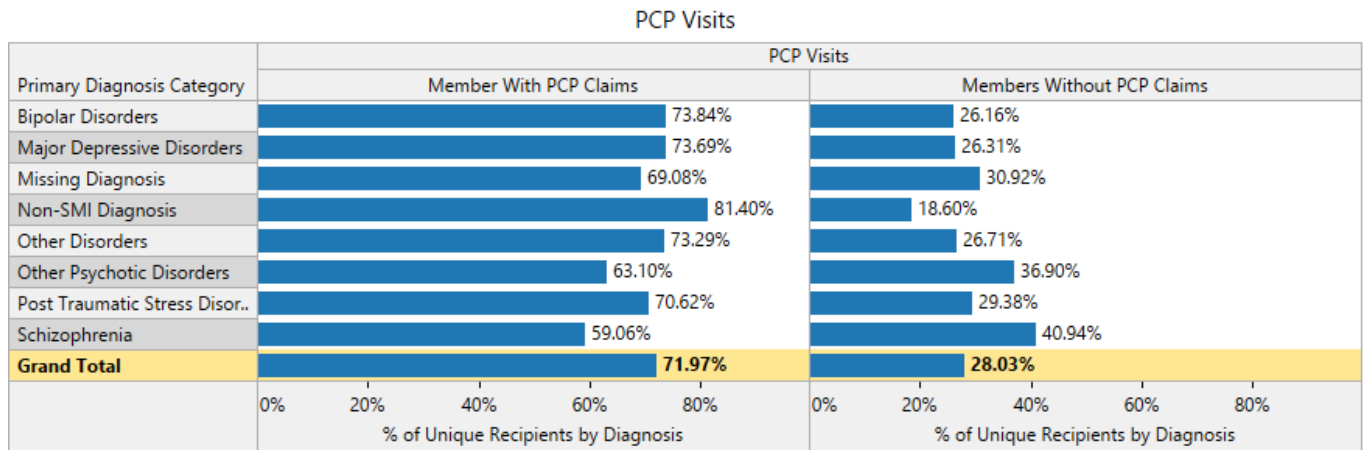 PCP Visits
PCP Visits
Primary Diagnosis Category Member With PCP Claims Members Without PCP Claims
Bipolar Disorders 73.84% 26.16%
Major Depressive Disorders 73.69% 26.31%
Missing Diagnosis 69.08% 30.92%
Non-SMI Diagnosis 81.40% 18.60%
Other Disorders 73.29% 26.71%
Other Psychotic Disorders 63.10% 36.90%
Post Traumatic Stress Disor.. 70.62% 29.38%
Schizophrenia 59.06% 40.94%
Grand Total 71.97% 28.03%
0% 20% 40% 60% 80% 0% 20% 40% 60% 80%
% of Unique Recipients by Diagnosis % of Unique Recipients by Diagnosis